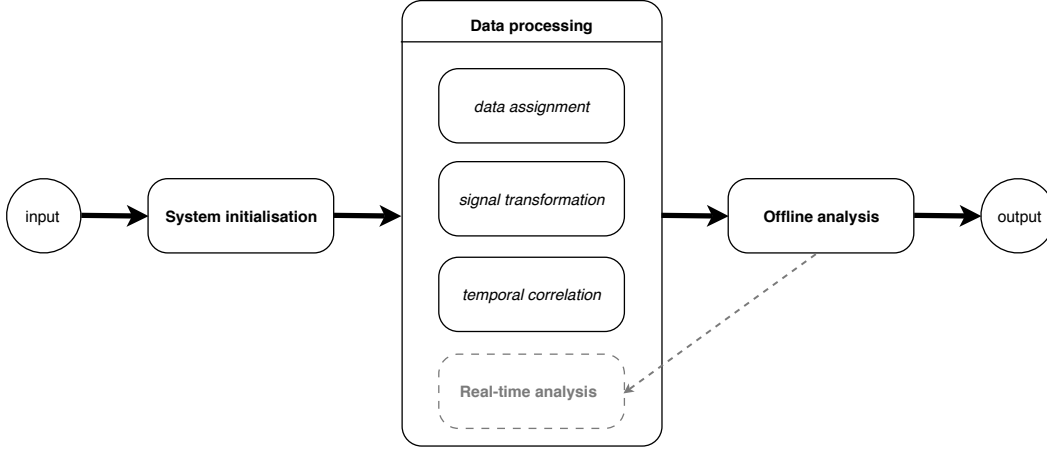 Data processing
data assignment
input
System initialisation
signal transformation
Offline analysis
output
temporal correlation
Real-time analysis